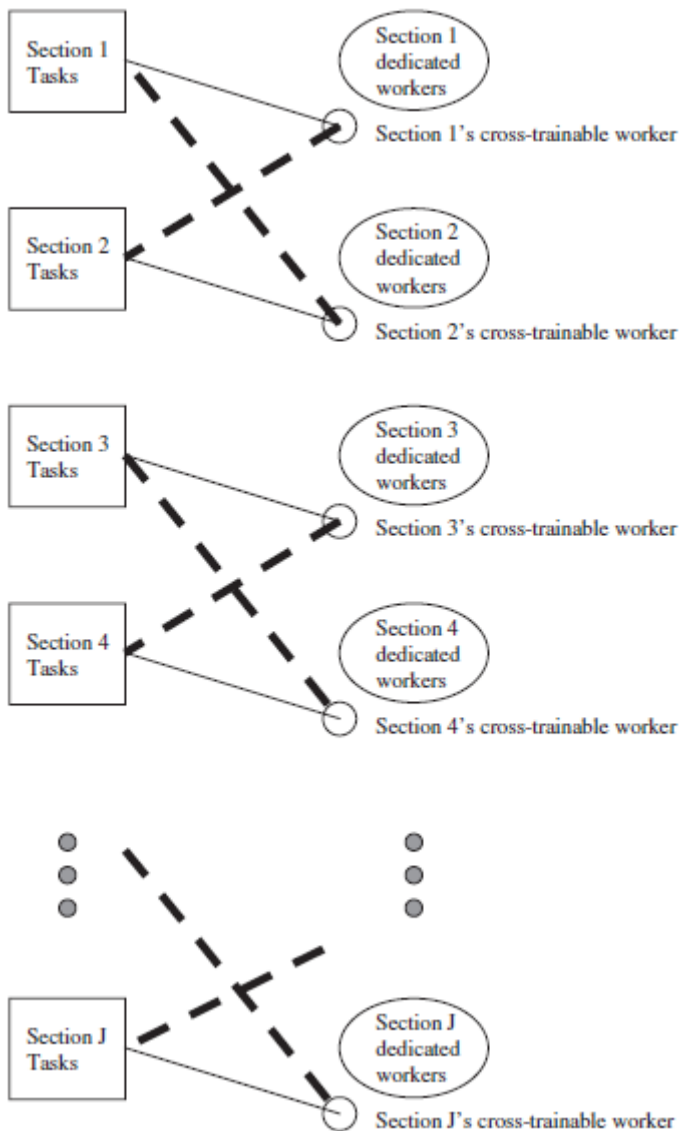 Section 1
Tasks
Section 1
dedicated
workers
Section 1's cross-trainable worker
Section 2
Tasks
Section 2
dedicated
workers
Section 2's cross-trainable worker
Section 3
Tasks
Section 3
dedicated
workers
Section 3's cross-trainable worker
Section 4
Tasks
Section 4
dedicated
workers
Section 4's cross-trainable worker
Section J
Tasks
Section J
dedicated
workers
Section J's cross-trainable worker